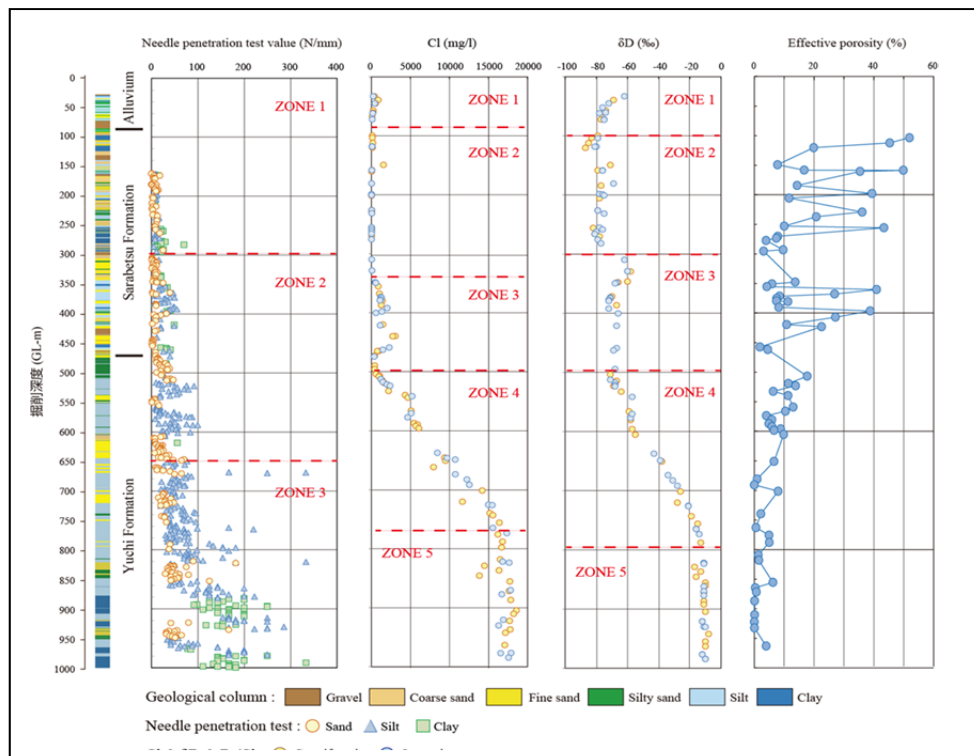 Needle penetration test value (N/mm)
Cl (mg/l)
δD (‰)
Effective porosity (%)
0 100 200 300 400
0 5000 10000 15000 20000
-100 -80 -60 -40 -20 0
0 20 40 60
掘削深度 (GL-m)
0
50
100
150
200
250
300
350
400
450
500
550
600
650
700
750
800
850
900
950
1000
Alluvium
Sarabetsu Formation
Yuchi Formation
ZONE 1
ZONE 2
ZONE 3
ZONE 1
ZONE 2
ZONE 3
ZONE 4
ZONE 5
ZONE 1
ZONE 2
ZONE 3
ZONE 4
ZONE 5
Geological column : Gravel Coarse sand Fine sand Silty sand Silt Clay
Needle penetration test : Sand Silt Clay